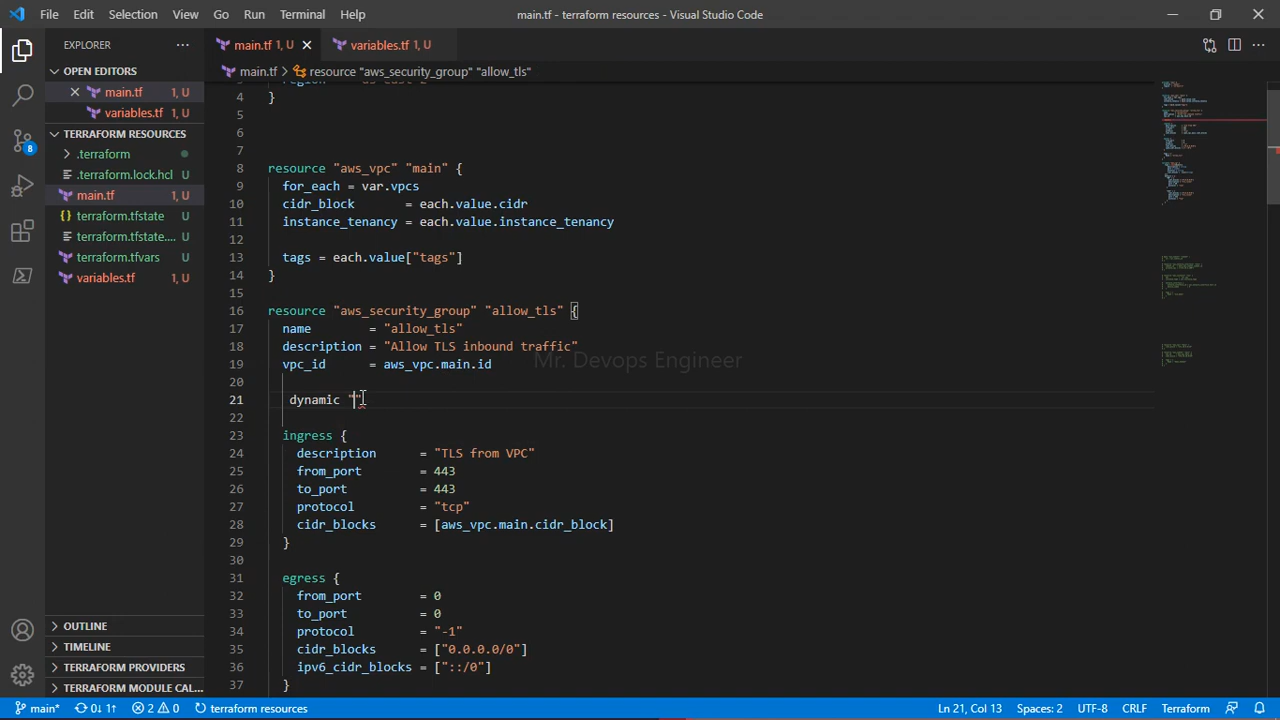 File Edit Selection View Go Run Terminal Help
main.tf - terraform resources - Visual Studio Code
EXPLORER
main.tf 1, U
variables.tf 1, U
OPEN EDITORS
main.tf 1, U
variables.tf 1, U
TERRAFORM RESOURCES
.terraform
.terraform.lock.hcl U
main.tf 1, U
terraform.tfstate U
terraform.tfstate.... U
terraform.tfvars U
variables.tf 1, U
OUTLINE
TIMELINE
TERRAFORM PROVIDERS
TERRAFORM MODULE CAL...
8
main.tf > resource "aws_security_group" "allow_tls"
4 }
5
6
7
8 resource "aws_vpc" "main" {
9 for_each = var.vpcs
10 cidr_block = each.value.cidr
11 instance_tenancy = each.value.instance_tenancy
12
13 tags = each.value["tags"]
14 }
15
16 resource "aws_security_group" "allow_tls" {
17 name = "allow_tls"
18 description = "Allow TLS inbound traffic"
19 vpc_id = aws_vpc.main.id
Mr. Devops Engineer
20
21 dynamic ""
22
23 ingress {
24 description = "TLS from VPC"
25 from_port = 443
26 to_port = 443
27 protocol = "tcp"
28 cidr_blocks = [aws_vpc.main.cidr_block]
29 }
30
31 egress {
32 from_port = 0
33 to_port = 0
34 protocol = "-1"
35 cidr_blocks = ["0.0.0.0/0"]
36 ipv6_cidr_blocks = ["::/0"]
37 }
main* 0↓ 1↑ 2 0 terraform resources
Ln 21, Col 13 Spaces: 2 UTF-8 CRLF Terraform